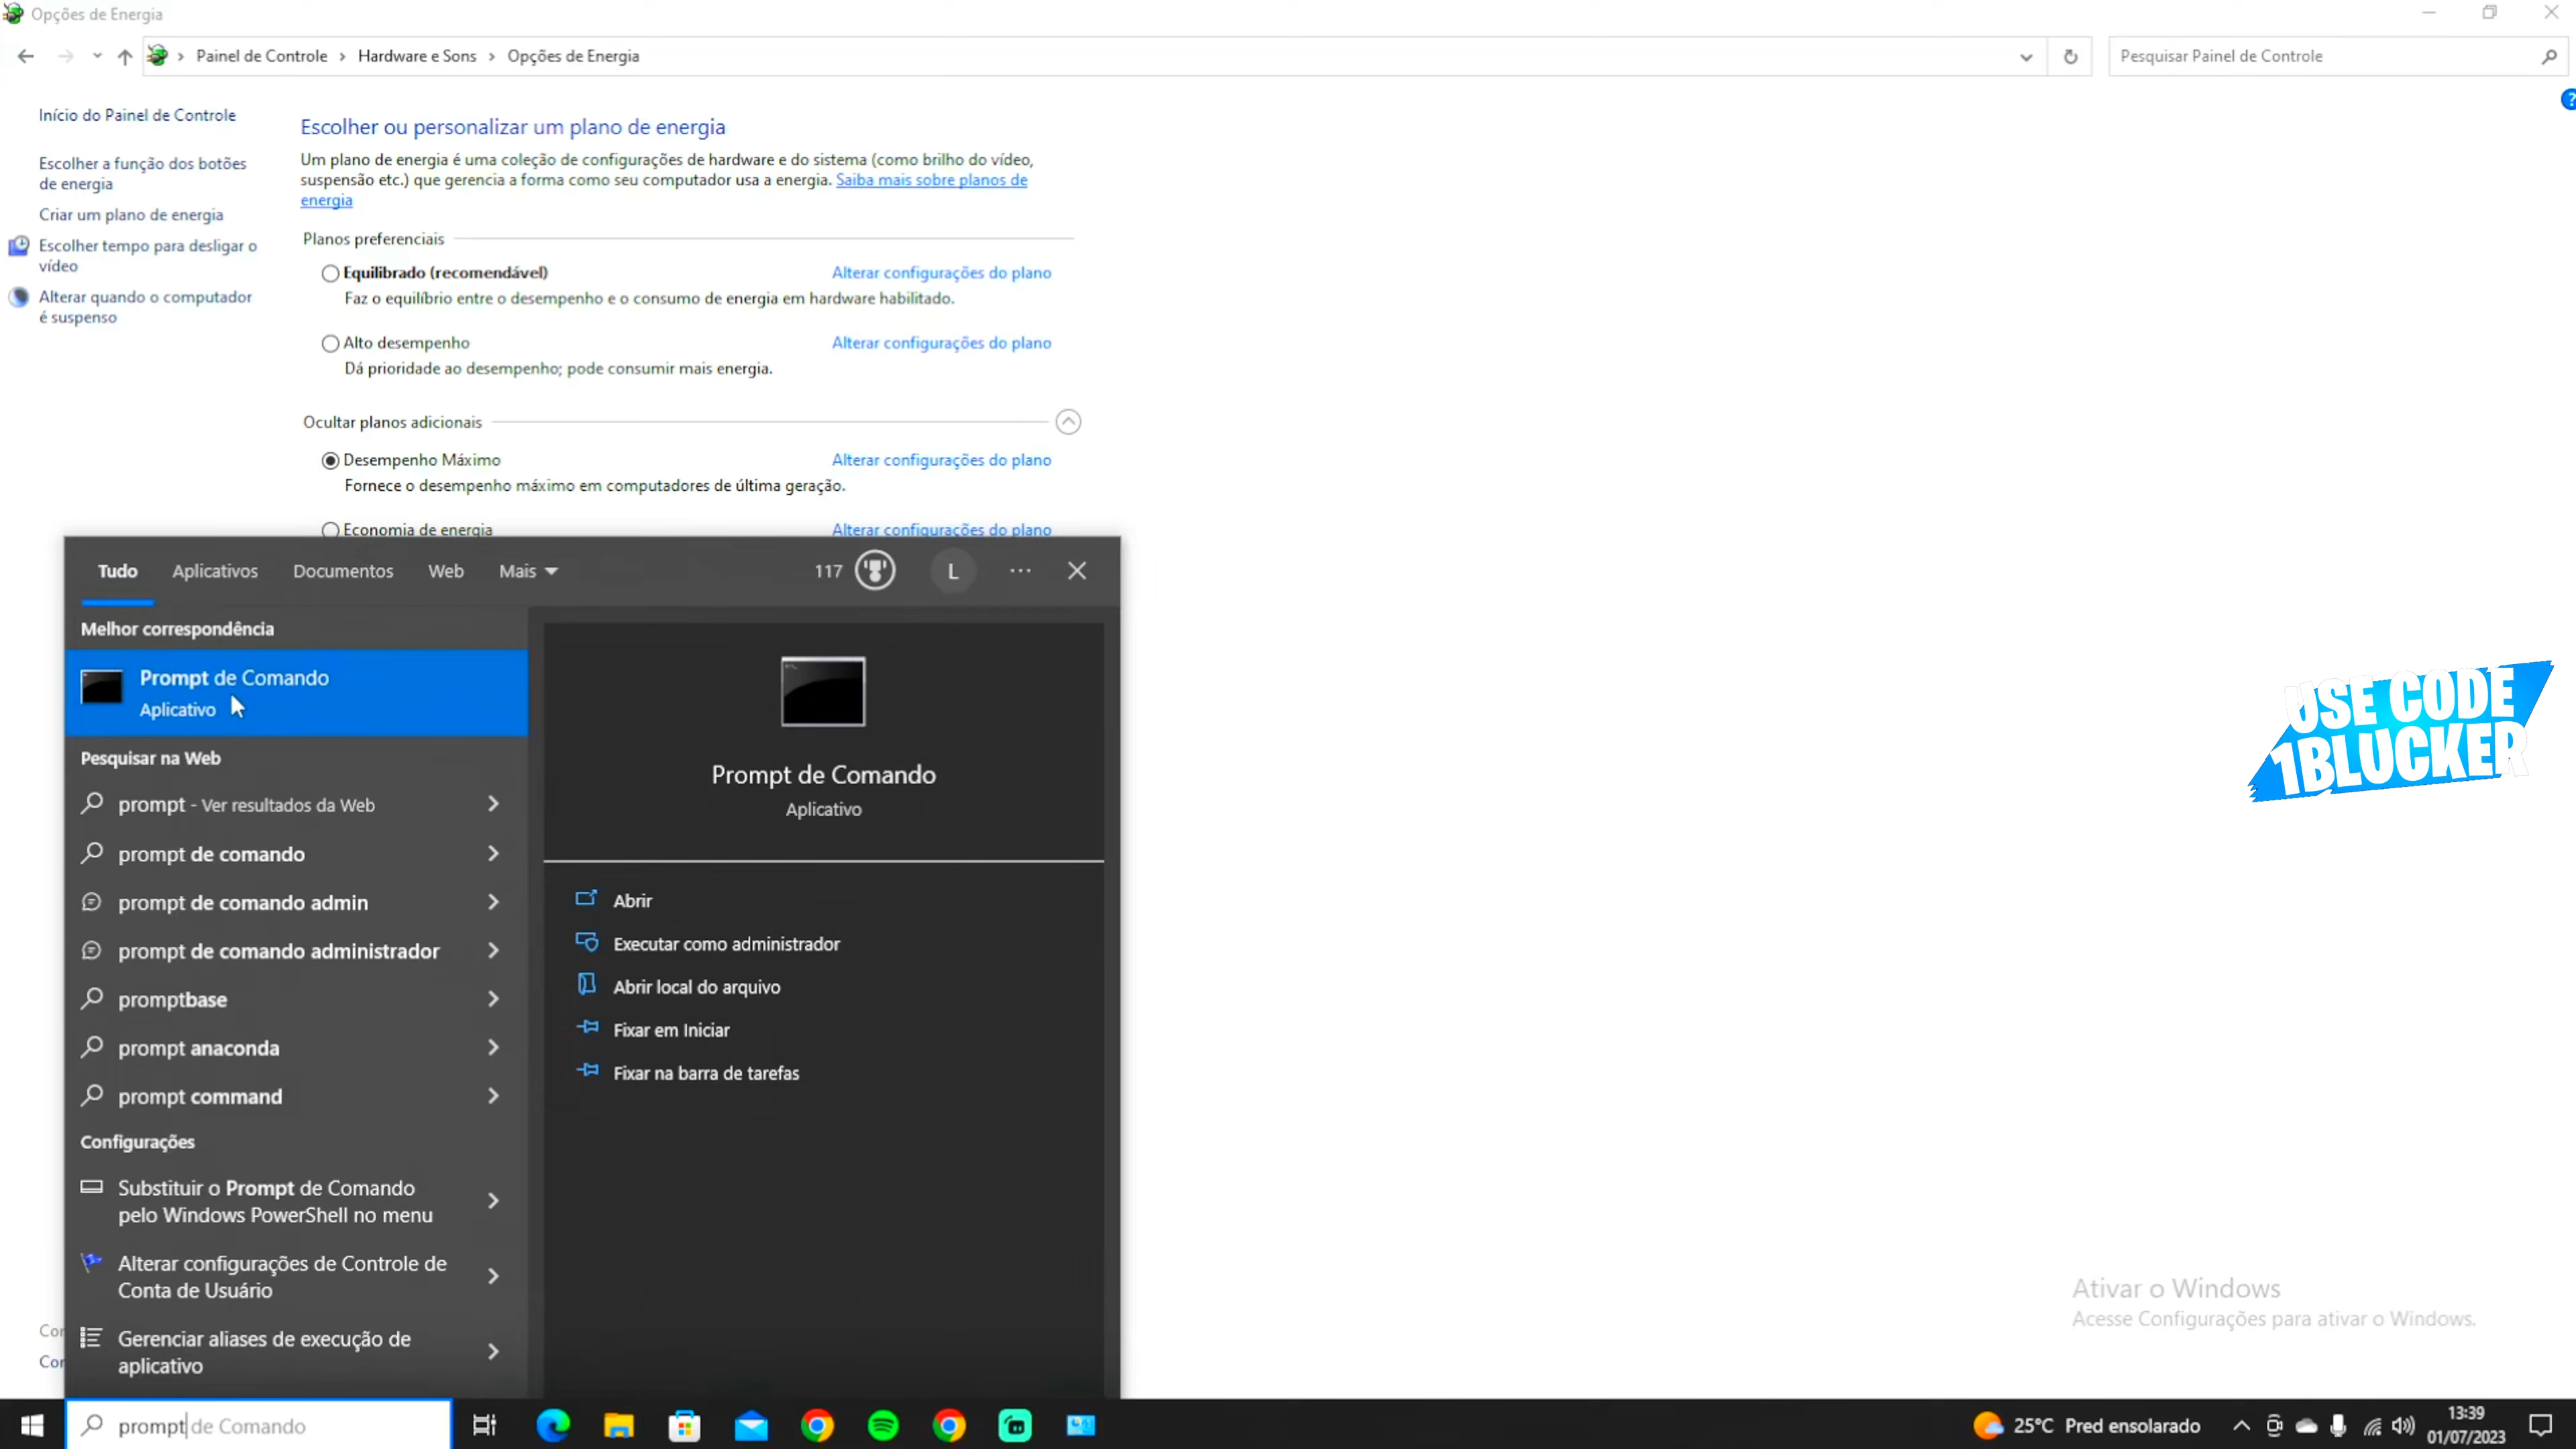 Opções de Energia
Painel de Controle > Hardware e Sons > Opções de Energia
Pesquisar Painel de Controle
Início do Painel de Controle
Escolher a função dos botões
de energia
Criar um plano de energia
Escolher tempo para desligar o
vídeo
Alterar quando o computador
é suspenso
Escolher ou personalizar um plano de energia
Um plano de energia é uma coleção de configurações de hardware e do sistema (como brilho do vídeo,
suspensão etc.) que gerencia a forma como seu computador usa a energia. Saiba mais sobre planos de
energia
Planos preferenciais
Equilibrado (recomendável) Alterar configurações do plano
Faz o equilíbrio entre o desempenho e o consumo de energia em hardware habilitado.
Alto desempenho Alterar configurações do plano
Dá prioridade ao desempenho; pode consumir mais energia.
Ocultar planos adicionais
Desempenho Máximo Alterar configurações do plano
Fornece o desempenho máximo em computadores de última geração.
Economia de energia Alterar configurações do plano
Tudo Aplicativos Documentos Web Mais 117 L ...
Melhor correspondência
Prompt de Comando
Aplicativo
Pesquisar na Web
prompt - Ver resultados da Web
prompt de comando
prompt de comando admin
prompt de comando administrador
promptbase
prompt anaconda
prompt command
Configurações
Substituir o Prompt de Comando
pelo Windows PowerShell no menu
Alterar configurações de Controle de
Conta de Usuário
Gerenciar aliases de execução de
aplicativo
Prompt de Comando
Aplicativo
Abrir
Executar como administrador
Abrir local do arquivo
Fixar em Iniciar
Fixar na barra de tarefas
USE CODE
1BLUCKER
Ativar o Windows
Acesse Configurações para ativar o Windows.
Con
Con
prompt de Comando
25°C Pred ensolarado
13:39
01/07/2023